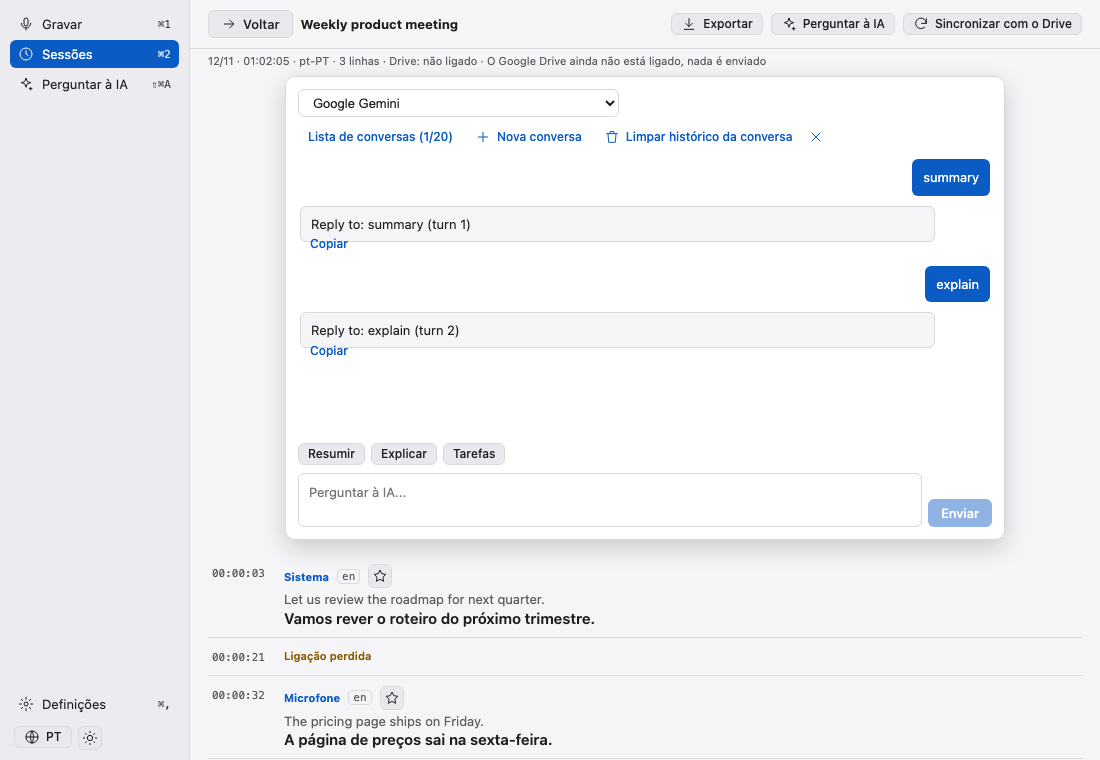 Gravar ⌘1
Sessões ⌘2
Perguntar à IA ⇧⌘A
Definições ⌘,
PT
Voltar
Weekly product meeting
Exportar
Perguntar à IA
Sincronizar com o Drive
12/11 · 01:02:05 · pt-PT · 3 linhas · Drive: não ligado · O Google Drive ainda não está ligado, nada é enviado
Google Gemini
Lista de conversas (1/20)
Nova conversa
Limpar histórico da conversa
summary
Reply to: summary (turn 1)
Copiar
explain
Reply to: explain (turn 2)
Copiar
Resumir
Explicar
Tarefas
Perguntar à IA...
Enviar
00:00:03 Sistema en
Let us review the roadmap for next quarter.
Vamos rever o roteiro do próximo trimestre.
00:00:21 Ligação perdida
00:00:32 Microfone en
The pricing page ships on Friday.
A página de preços sai na sexta-feira.